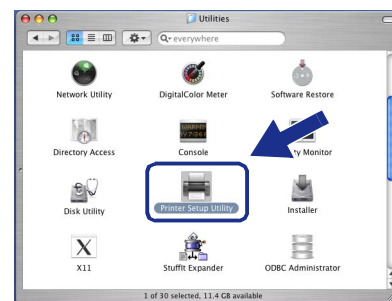 Utilities
Q everywhere
Network Utility
DigitalColor Meter
Software Restore
WARNIN
Directory Access
Console
ty Monitor
Disk Utility
Printer Setup Utility
Installer
X
X11
StuffIt Expander
ODBC Administrator
1 of 30 selected, 11.4 GB available